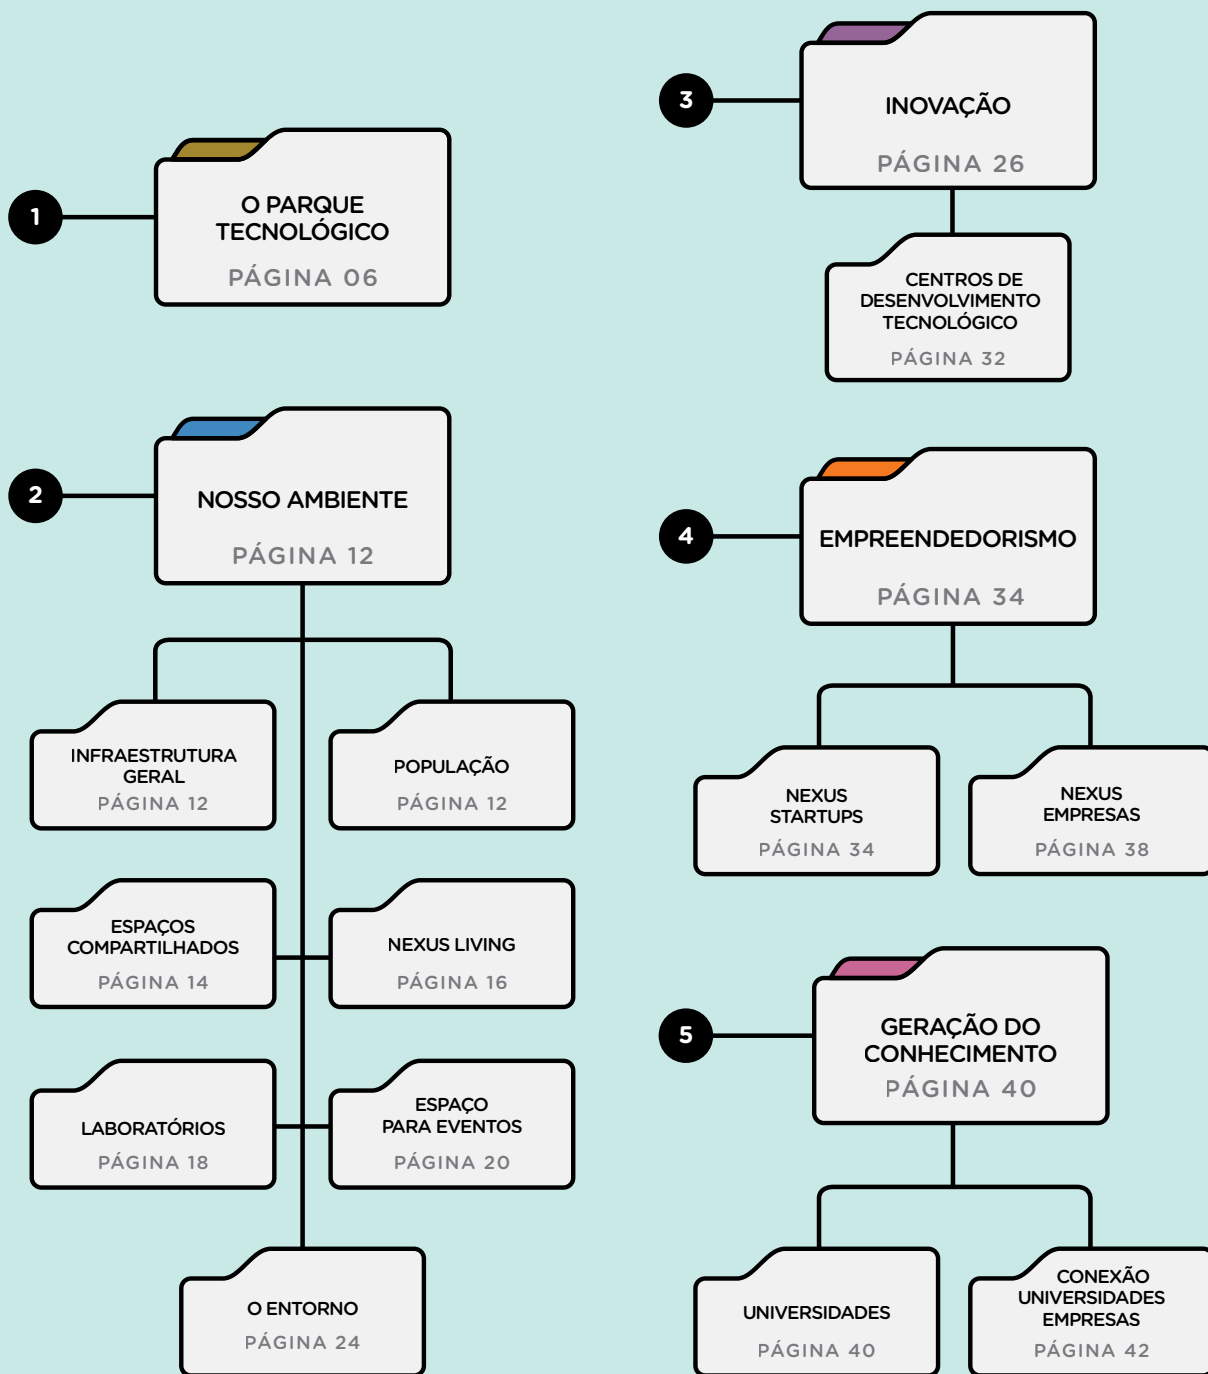 1
O PARQUE
TECNOLÓGICO
PÁGINA 06
2
NOSSO AMBIENTE
PÁGINA 12
INFRAESTRUTURA
GERAL
PÁGINA 12
POPULAÇÃO
PÁGINA 12
ESPAÇOS
COMPARTILHADOS
PÁGINA 14
NEXUS LIVING
PÁGINA 16
LABORATÓRIOS
PÁGINA 18
ESPAÇO
PARA EVENTOS
PÁGINA 20
O ENTORNO
PÁGINA 24
3
INOVAÇÃO
PÁGINA 26
CENTROS DE
DESENVOLVIMENTO
TECNOLÓGICO
PÁGINA 32
4
EMPREENDEDORISMO
PÁGINA 34
NEXUS
STARTUPS
PÁGINA 34
NEXUS
EMPRESAS
PÁGINA 38
5
GERAÇÃO DO
CONHECIMENTO
PÁGINA 40
UNIVERSIDADES
PÁGINA 40
CONEXÃO
UNIVERSIDADES
EMPRESAS
PÁGINA 42